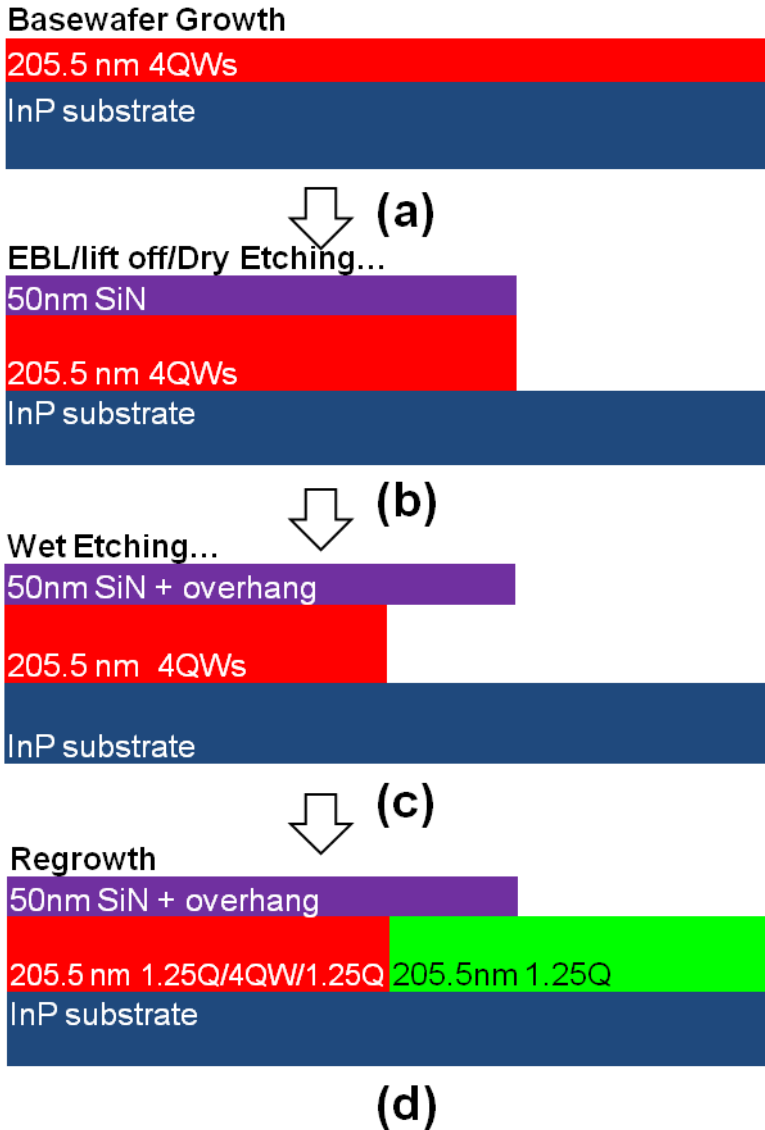 Basewafer Growth
205.5 nm 4QWs
InP substrate
(a)
EBL/lift off/Dry Etching...
50nm SiN
205.5 nm 4QWs
InP substrate
(b)
Wet Etching...
50nm SiN + overhang
205.5 nm 4QWs
InP substrate
(c)
Regrowth
50nm SiN + overhang
205.5 nm 1.25Q/4QW/1.25Q 205.5nm 1.25Q
InP substrate
(d)